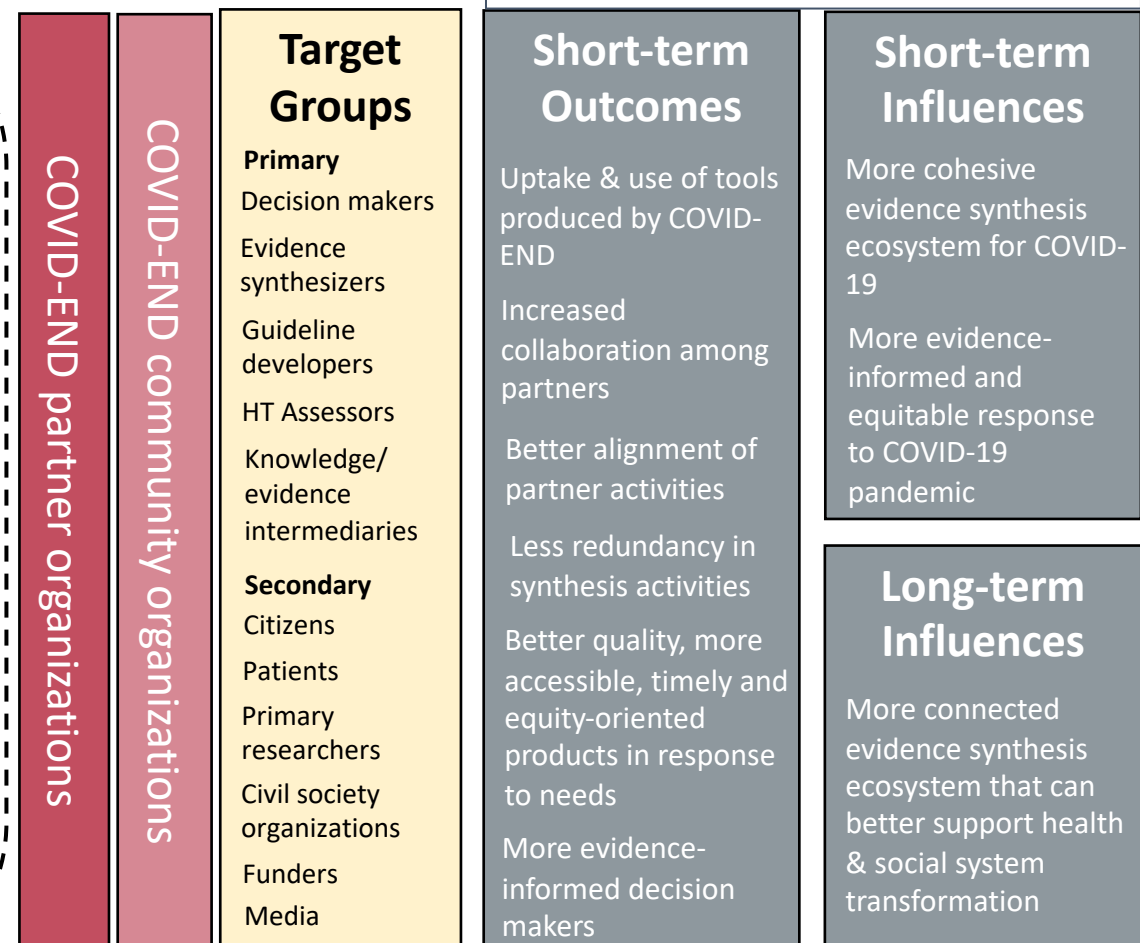 COVID-END partner organizations
COVID-END community organizations
Target
Groups
Primary
Decision makers
Evidence
synthesizers
Guideline
developers
HT Assessors
Knowledge/
evidence
intermediaries
Secondary
Citizens
Patients
Primary
researchers
Civil society
organizations
Funders
Media
Short-term
Outcomes
Uptake & use of tools
produced by COVID-
END
Increased
collaboration among
partners
Better alignment of
partner activities
Less redundancy in
synthesis activities
Better quality, more
accessible, timely and
equity-oriented
products in response
to needs
More evidence-
informed decision
makers
Short-term
Influences
More cohesive
evidence synthesis
ecosystem for COVID-
19
More evidence-
informed and
equitable response
to COVID-19
pandemic
Long-term
Influences
More connected
evidence synthesis
ecosystem that can
better support health
& social system
transformation